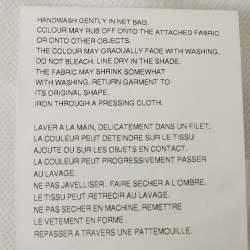 HANDWASH GENTLY IN NET BAG.
COLOUR MAY RUB OFF ONTO THE ATTACHED FABRIC
OR ONTO OTHER OBJECTS.
THE COLOUR MAY GRADUALLY FADE WITH WASHING.
DO NOT BLEACH. LINE DRY IN THE SHADE.
THE FABRIC MAY SHRINK SOMEWHAT
WITH WASHING. RETURN GARMENT TO
ITS ORIGINAL SHAPE.
IRON THROUGH A PRESSING CLOTH.
LAVER A LA MAIN, DELICATEMENT DANS UN FILET.
LA COULEUR PEUT DETEINDRE SUR LE TISSU
AJOUTE OU SUR LES OBJETS EN CONTACT.
LA COULEUR PEUT PROGRESSIVEMENT PASSER
AU LAVAGE.
NE PAS JAVELLISER. FAIRE SECHER A L'OMBRE.
LE TISSU PEUT RETRECIR AU LAVAGE.
NE PAS SECHER EN MACHINE, REMETTRE
LE VETEMENT EN FORME.
REPASSER A TRAVERS UNE PATTEMOUILLE.